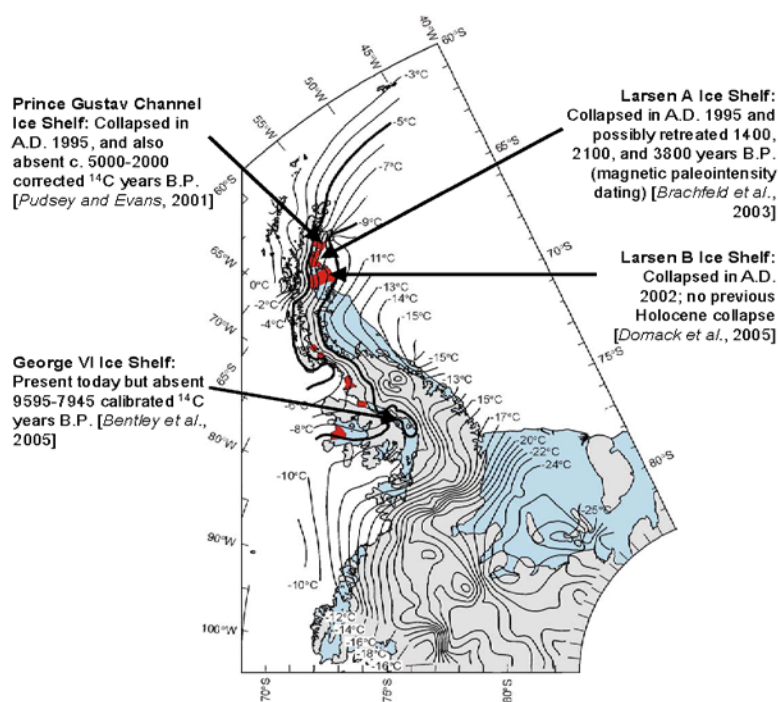 40°W
60°S
45°W
50°W
55°W
60°W
65°W
70°W
65°S
80°W
90°W
100°W
-3°C
-5°C
-7°C
-9°C
11°C
-13°C
-14°C
-15°C
0°C
-2°C
-4°C
-15°C
-13°C
-15°C
-17°C
-8°C
20°C
-22°C
-24°C
-25°C
-10°C
-10°C
-12°C
-14°C
-16°C
-18°C
-16°C
65°S
70°S
75°S
80°S
70°S
75°S
80°S
Prince Gustav Channel
Ice Shelf: Collapsed in
A.D. 1995, and also
absent c. 5000-2000
corrected ¹⁴C years B.P.
[Pudsey and Evans, 2001]
Larsen A Ice Shelf:
Collapsed in A.D. 1995 and
possibly retreated 1400,
2100, and 3800 years B.P.
(magnetic paleointensity
dating) [Brachfeld et al.,
2003]
Larsen B Ice Shelf:
Collapsed in A.D.
2002; no previous
Holocene collapse
[Domack et al., 2005]
George VI Ice Shelf:
Present today but absent
9595-7945 calibrated ¹⁴C
years B.P. [Bentley et al.,
2005]